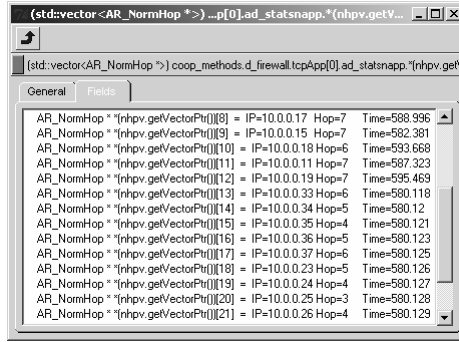 (std::vector<AR_NormHop *>) ...p[0].ad_statsnapp.*(nhpv.getV...
(std::vector<AR_NormHop *>) coop_methods.d_firewall.tcpApp[0].ad_statsnapp.*(nhpv.get
General Fields
AR_NormHop * *(nhpv.getVectorPtr())[8] = IP=10.0.0.17 Hop=7 Time=588.996
AR_NormHop * *(nhpv.getVectorPtr())[9] = IP=10.0.0.15 Hop=7 Time=582.381
AR_NormHop * *(nhpv.getVectorPtr())[10] = IP=10.0.0.18 Hop=6 Time=593.668
AR_NormHop * *(nhpv.getVectorPtr())[11] = IP=10.0.0.11 Hop=7 Time=587.323
AR_NormHop * *(nhpv.getVectorPtr())[12] = IP=10.0.0.19 Hop=7 Time=595.469
AR_NormHop * *(nhpv.getVectorPtr())[13] = IP=10.0.0.33 Hop=6 Time=580.118
AR_NormHop * *(nhpv.getVectorPtr())[14] = IP=10.0.0.34 Hop=5 Time=580.12
AR_NormHop * *(nhpv.getVectorPtr())[15] = IP=10.0.0.35 Hop=4 Time=580.121
AR_NormHop * *(nhpv.getVectorPtr())[16] = IP=10.0.0.36 Hop=5 Time=580.123
AR_NormHop * *(nhpv.getVectorPtr())[17] = IP=10.0.0.37 Hop=6 Time=580.125
AR_NormHop * *(nhpv.getVectorPtr())[18] = IP=10.0.0.23 Hop=5 Time=580.126
AR_NormHop * *(nhpv.getVectorPtr())[19] = IP=10.0.0.24 Hop=4 Time=580.127
AR_NormHop * *(nhpv.getVectorPtr())[20] = IP=10.0.0.25 Hop=3 Time=580.128
AR_NormHop * *(nhpv.getVectorPtr())[21] = IP=10.0.0.26 Hop=4 Time=580.129